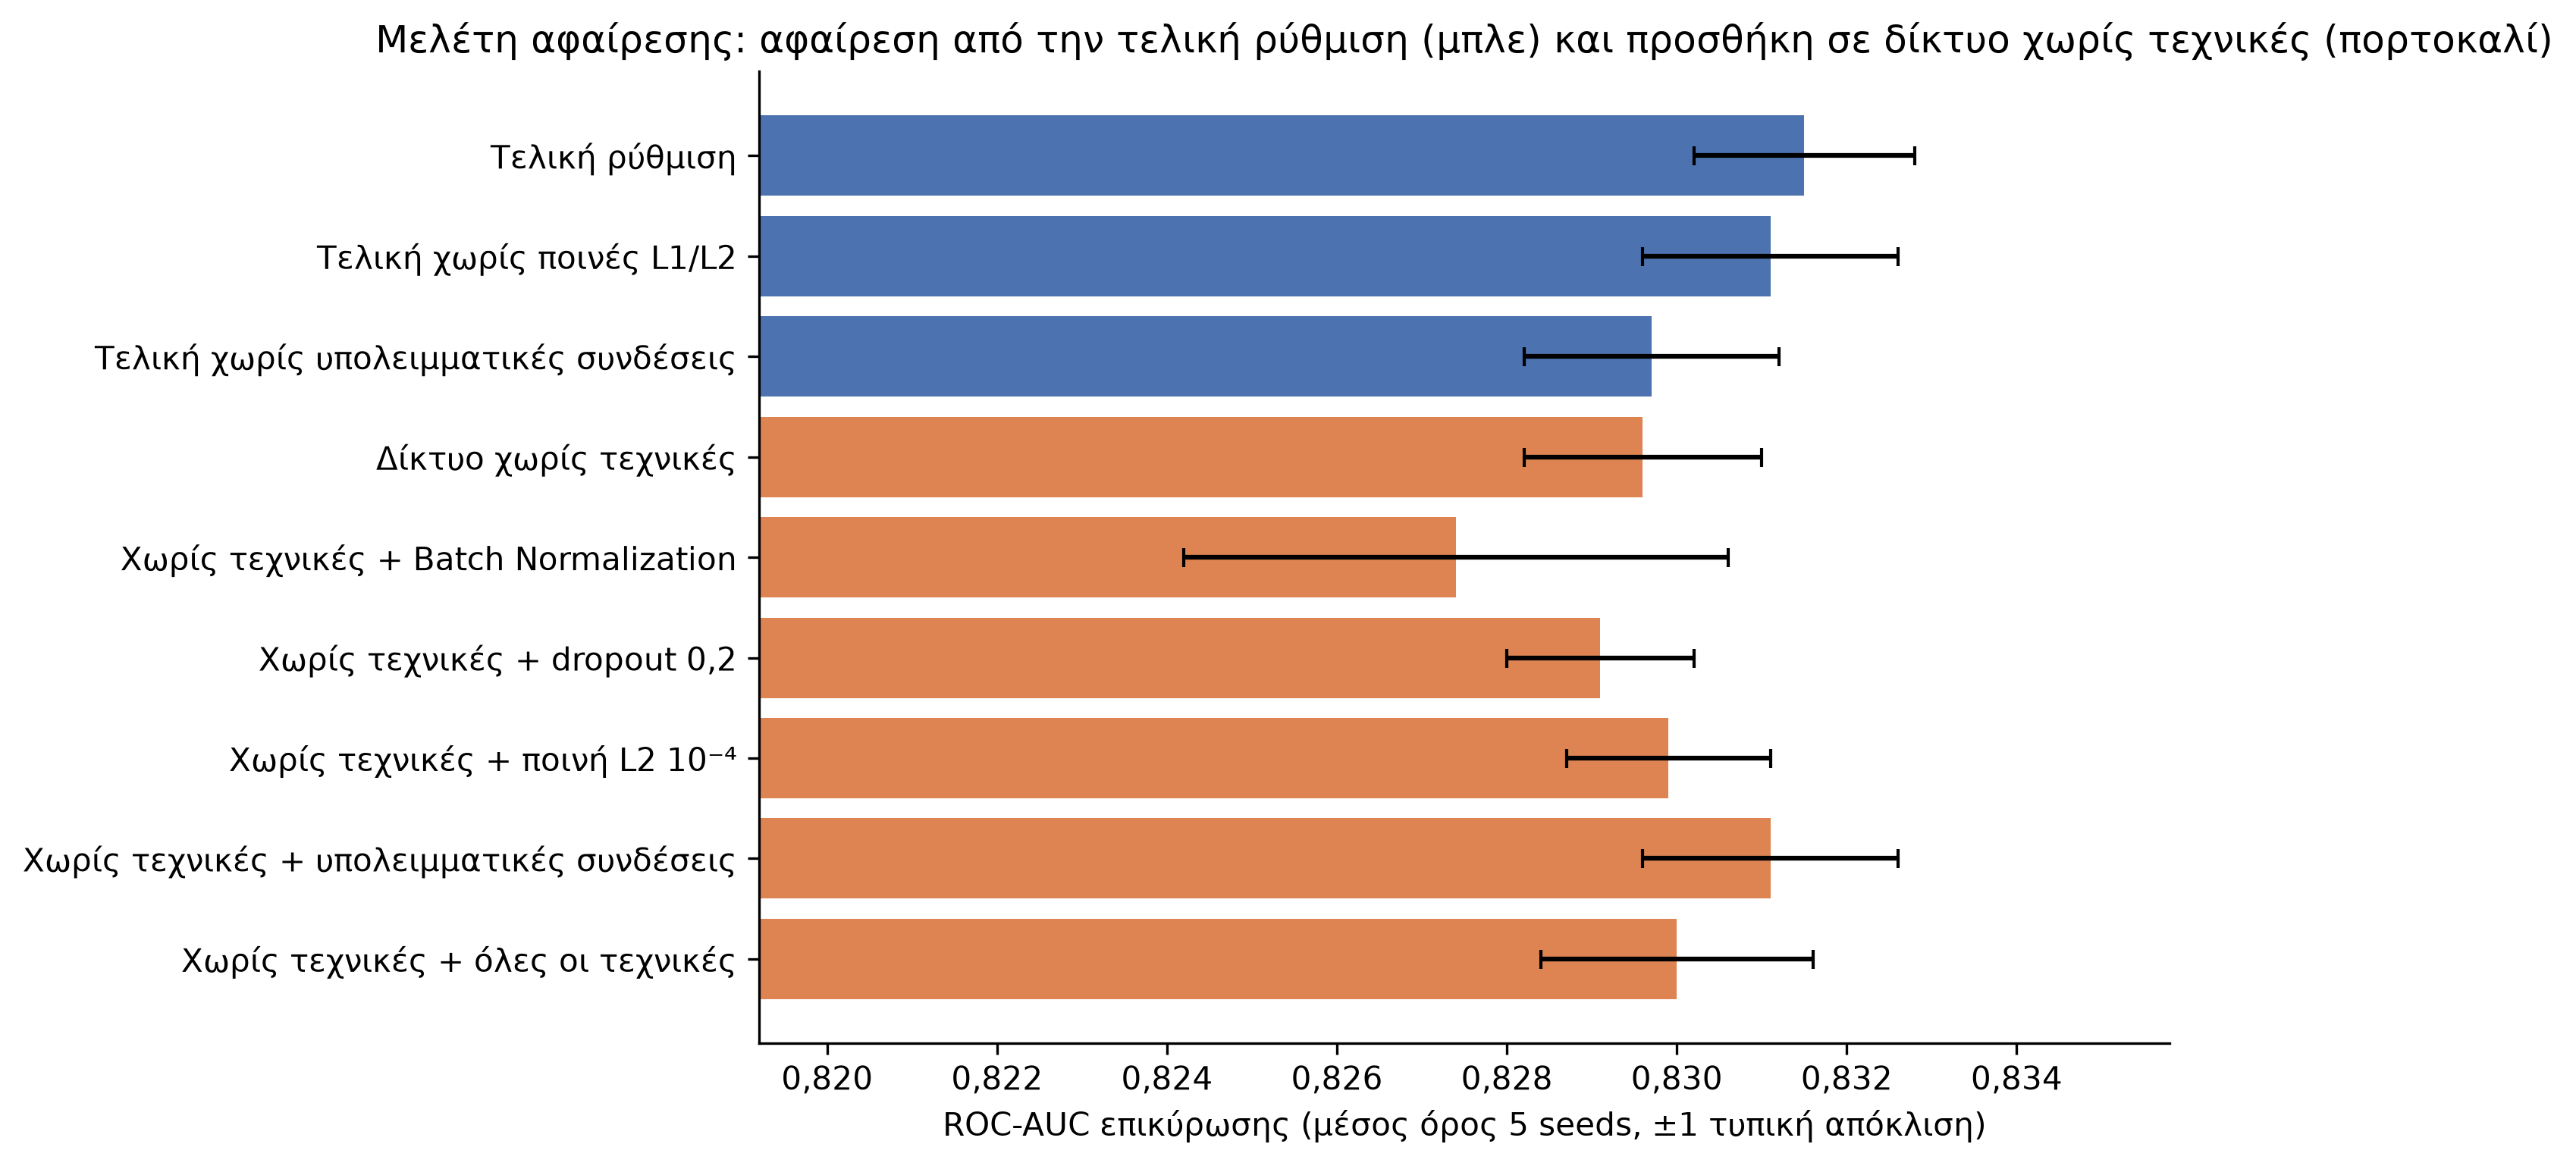 Μελέτη αφαίρεσης: αφαίρεση από την τελική ρύθμιση (μπλε) και προσθήκη σε δίκτυο χωρίς τεχνικές (πορτοκαλί)
Τελική ρύθμιση
Τελική χωρίς ποινές L1/L2
Τελική χωρίς υπολειμματικές συνδέσεις
Δίκτυο χωρίς τεχνικές
Χωρίς τεχνικές + Batch Normalization
Χωρίς τεχνικές + dropout 0,2
Χωρίς τεχνικές + ποινή L2 10⁻⁴
Χωρίς τεχνικές + υπολειμματικές συνδέσεις
Χωρίς τεχνικές + όλες οι τεχνικές
0,820 0,822 0,824 0,826 0,828 0,830 0,832 0,834
ROC-AUC επικύρωσης (μέσος όρος 5 seeds, ±1 τυπική απόκλιση)